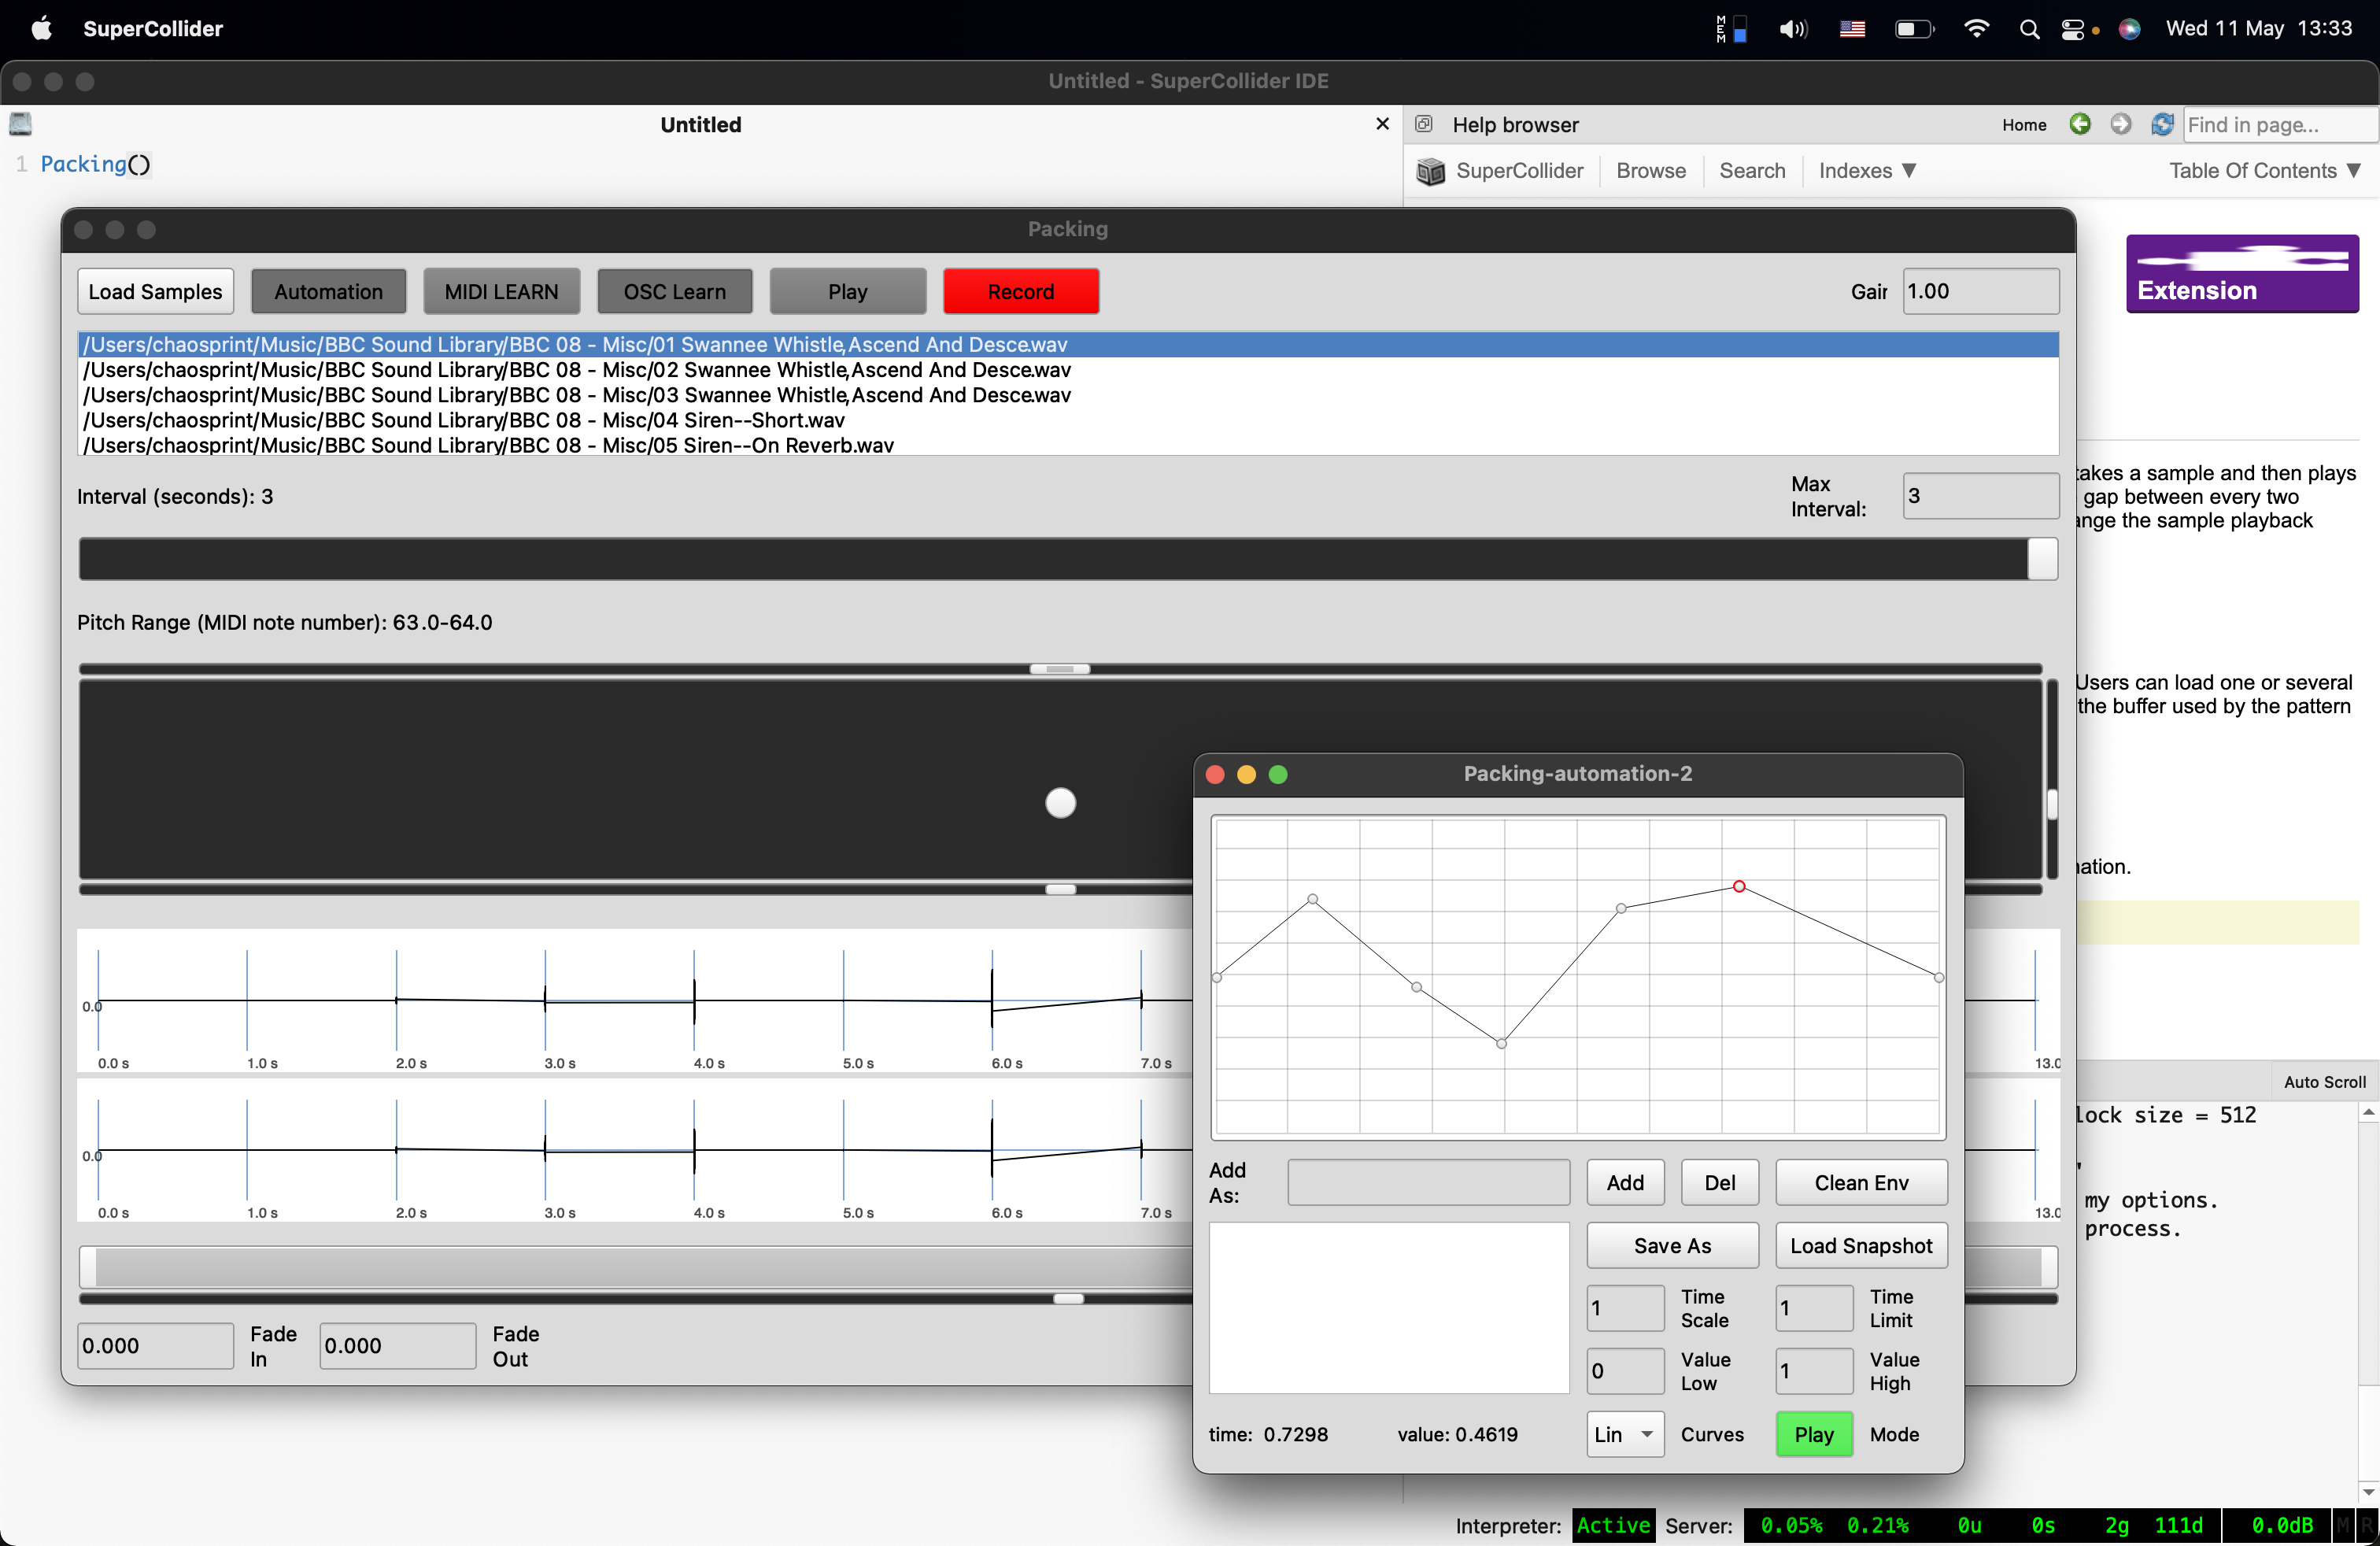 SuperCollider
MEM
Wed 11 May 13:33
Untitled - SuperCollider IDE
Untitled
1 Packing()
Help browser
Home
Find in page...
SuperCollider
Browse
Search
Indexes ▼
Table Of Contents ▼
Extension
Packing
Load Samples
Automation
MIDI LEARN
OSC Learn
Play
Record
Gair
1.00
/Users/chaosprint/Music/BBC Sound Library/BBC 08 - Misc/01 Swannee Whistle,Ascend And Desce.wav
/Users/chaosprint/Music/BBC Sound Library/BBC 08 - Misc/02 Swannee Whistle,Ascend And Desce.wav
/Users/chaosprint/Music/BBC Sound Library/BBC 08 - Misc/03 Swannee Whistle,Ascend And Desce.wav
/Users/chaosprint/Music/BBC Sound Library/BBC 08 - Misc/04 Siren--Short.wav
/Users/chaosprint/Music/BBC Sound Library/BBC 08 - Misc/05 Siren--On Reverb.wav
Interval (seconds): 3
Max
Interval:
3
Pitch Range (MIDI note number): 63.0-64.0
takes a sample and then plays
gap between every two
ange the sample playback
Users can load one or several
the buffer used by the pattern
nation.
0.0
0.0 s 1.0 s 2.0 s 3.0 s 4.0 s 5.0 s 6.0 s 7.0 s 13.0
0.0
0.0 s 1.0 s 2.0 s 3.0 s 4.0 s 5.0 s 6.0 s 7.0 s 13.0
0.000
Fade
In
0.000
Fade
Out
Packing-automation-2
Add
As:
Add
Del
Clean Env
Save As
Load Snapshot
1
Time
Scale
1
Time
Limit
0
Value
Low
1
Value
High
time: 0.7298
value: 0.4619
Lin
Curves
Play
Mode
Auto Scroll
lock size = 512
'
my options.
process.
Interpreter: Active Server: 0.05% 0.21% 0u 0s 2g 111d 0.0dB M R